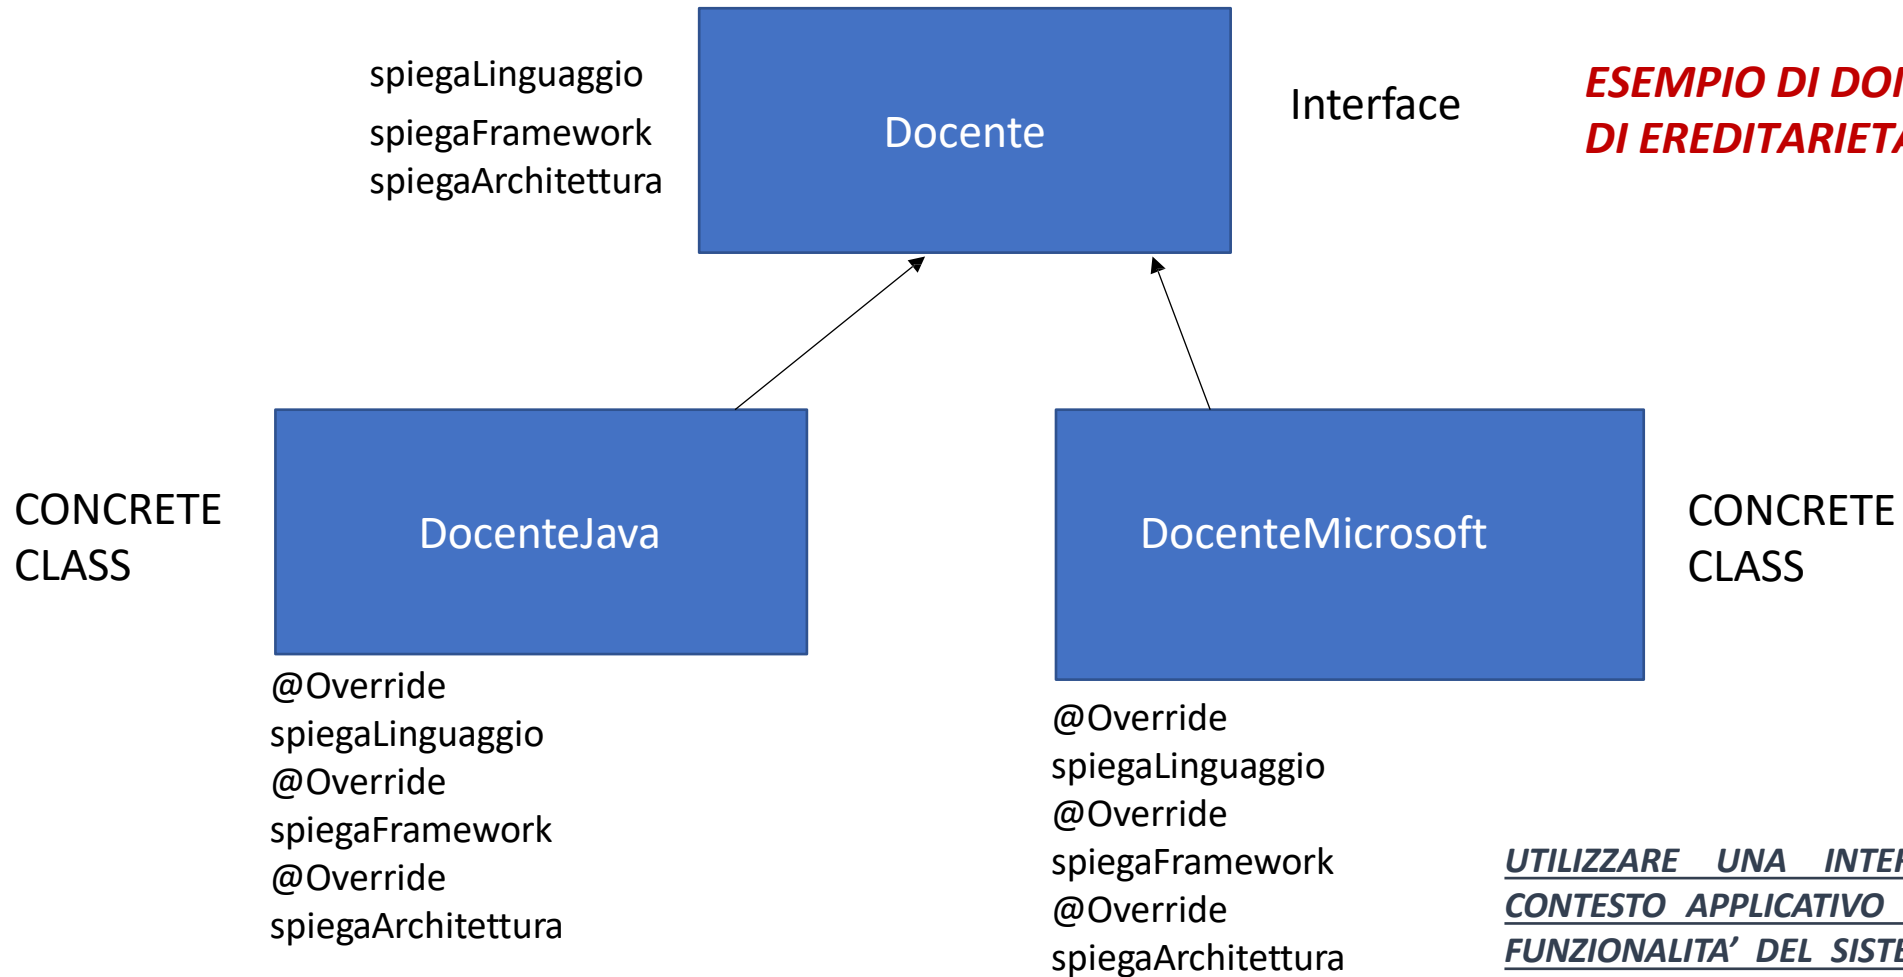 spiegaLinguaggio
spiegaFramework
spiegaArchitettura
Docente
Interface
ESEMPIO DI
DI
CONCRETE
CLASS
DocenteJava
DocenteMicrosoft
CONCRETE
CLASS
@Override
spiegaLinguaggio
@Override
spiegaFramework
@Override
spiegaArchitettura
@Override
spiegaLinguaggio
@Override
spiegaFramework
@Override
spiegaArchitettura
UTILIZZARE UNA
CONTESTO APPLICATIVO
FUNZIONALITA’ DEL